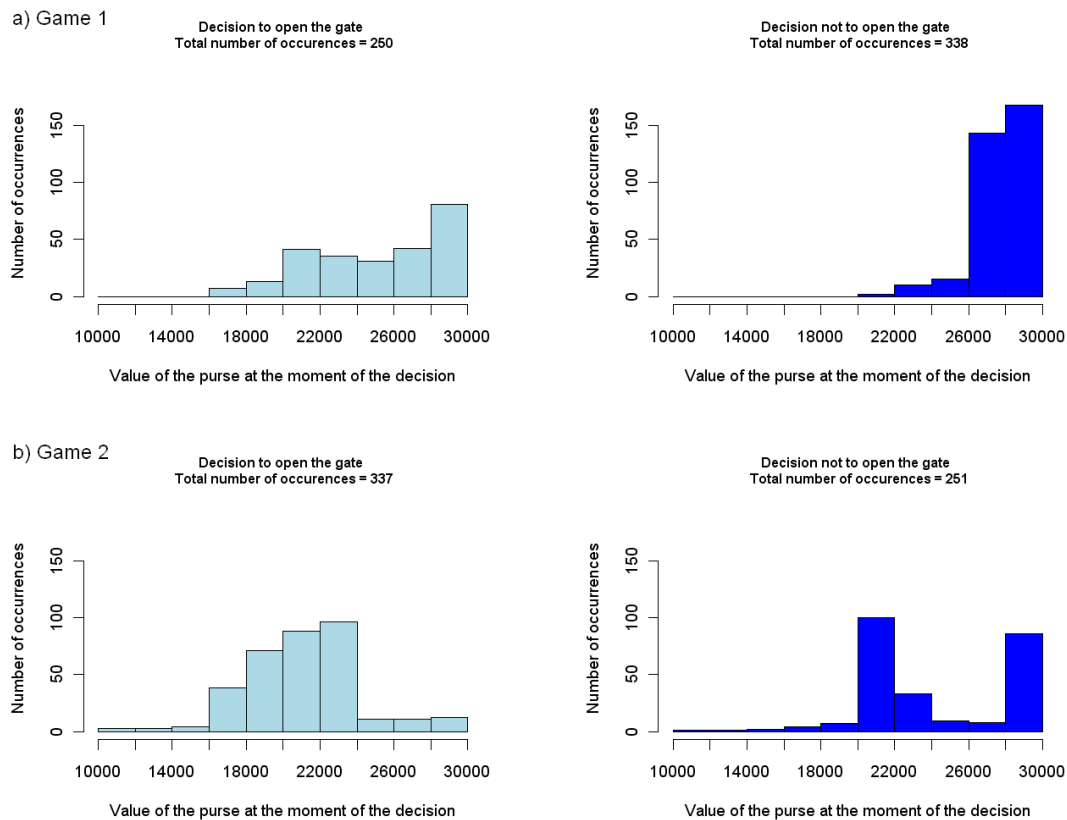 a) Game 1
Decision to open the gate
Total number of occurences = 250
Number of occurrences
0 50 100 150
10000 14000 18000 22000 26000 30000
Value of the purse at the moment of the decision
Decision not to open the gate
Total number of occurences = 338
Number of occurrences
0 50 100 150
10000 14000 18000 22000 26000 30000
Value of the purse at the moment of the decision
b) Game 2
Decision to open the gate
Total number of occurences = 337
Number of occurrences
0 50 100 150
10000 14000 18000 22000 26000 30000
Value of the purse at the moment of the decision
Decision not to open the gate
Total number of occurences = 251
Number of occurrences
0 50 100 150
10000 14000 18000 22000 26000 30000
Value of the purse at the moment of the decision